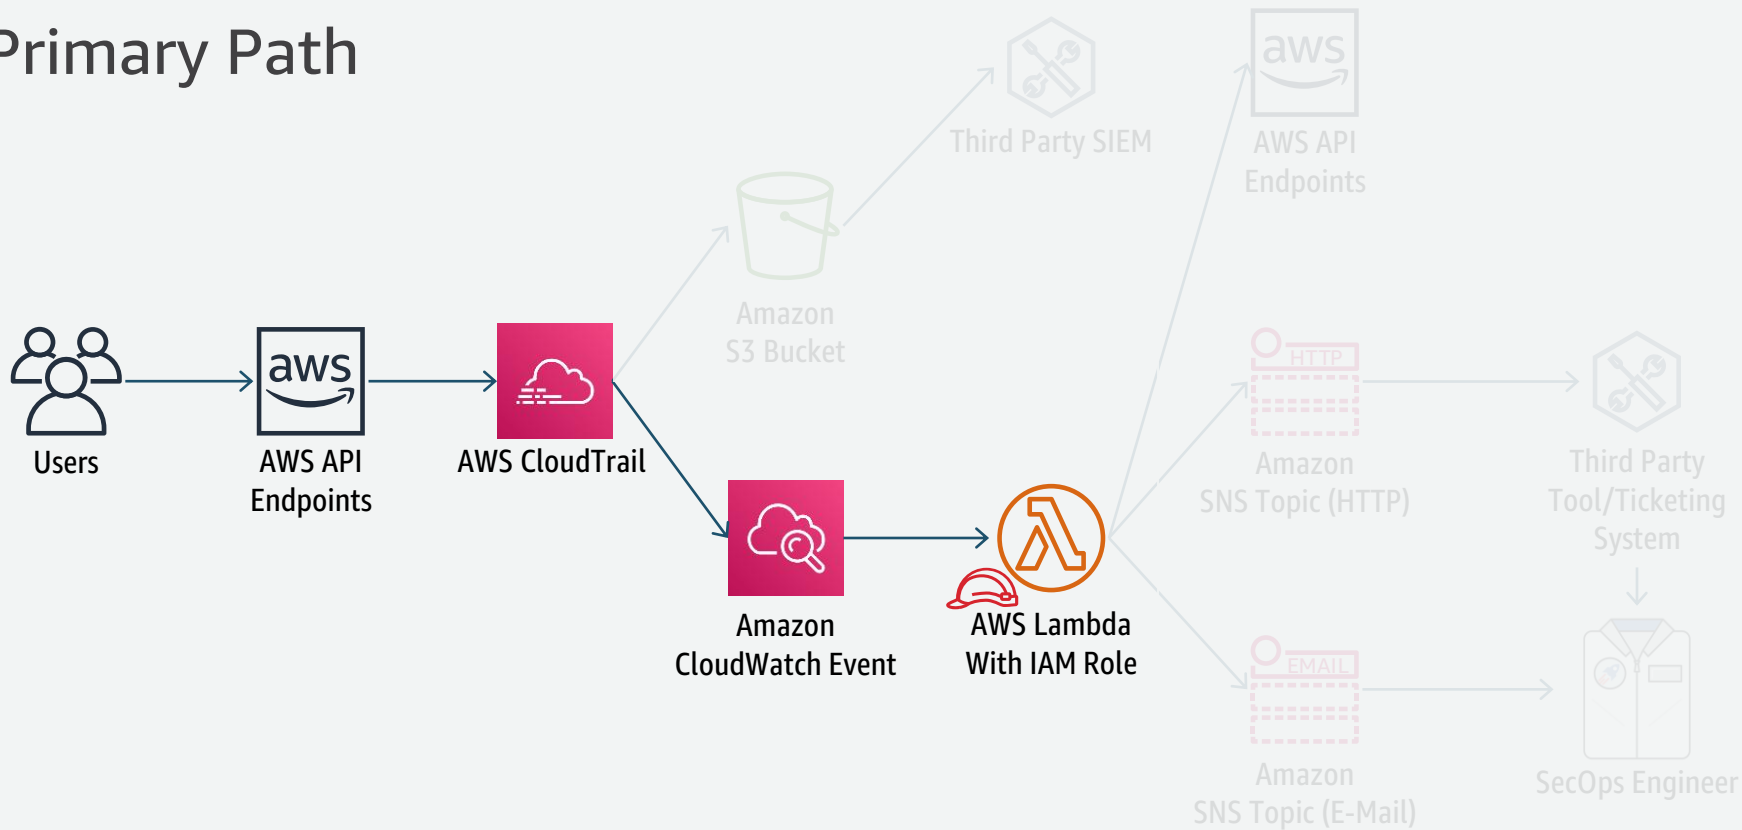 Primary Path
aws
Third Party SIEM
AWS API
Endpoints
Amazon
S3 Bucket
Users
aws
AWS API
Endpoints
AWS CloudTrail
Amazon
CloudWatch Event
AWS Lambda
With IAM Role
HTTP
Amazon
SNS Topic (HTTP)
Third Party
Tool/Ticketing
System
EMAIL
Amazon
SNS Topic (E-Mail)
SecOps Engineer